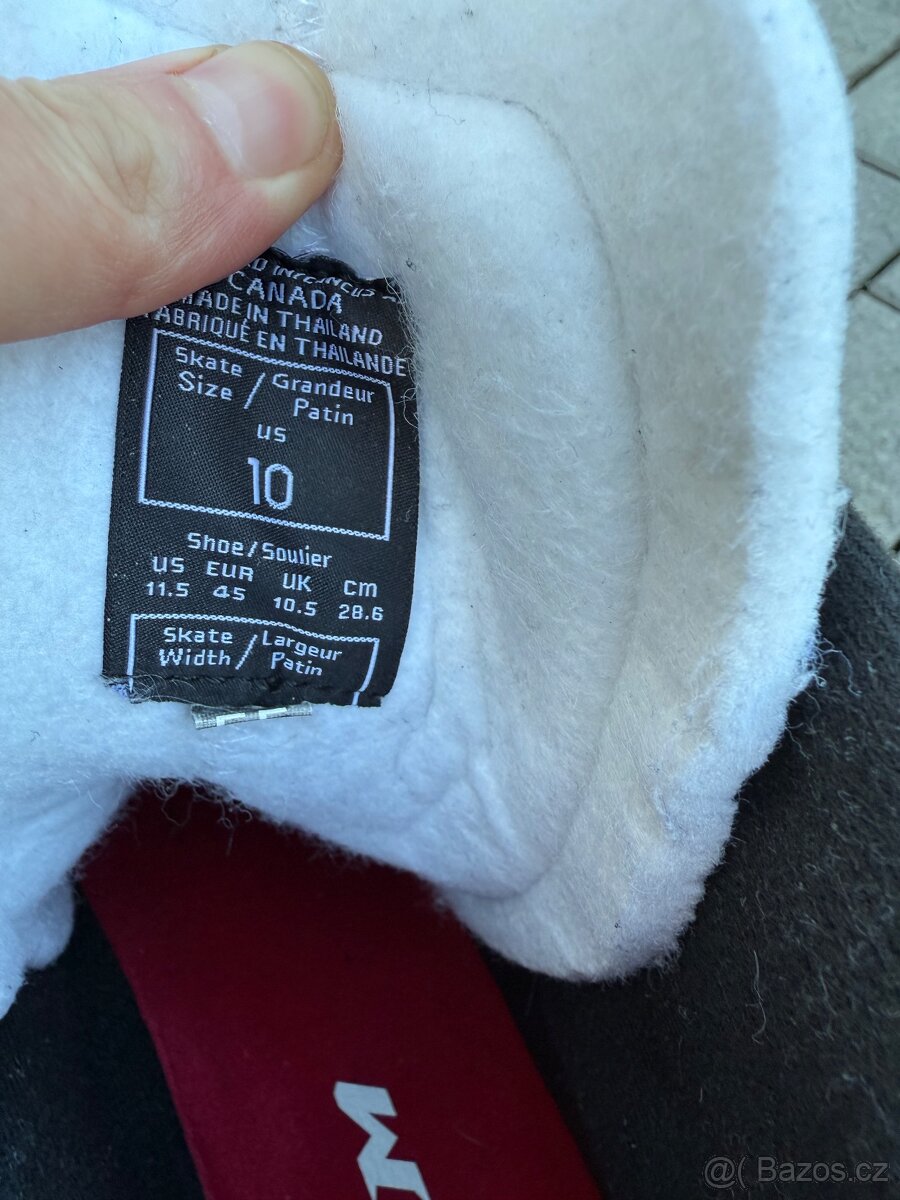 CANADA
MADE IN THAILAND
FABRIQUÉ EN THAILANDE
Skate / Grandeur
Size Patin
US
10
Shoe/Soulier
US EUR UK cm
11.5 45 10.5 28.6
Skate / Largeur
Width Patin
@( Bazos.cz